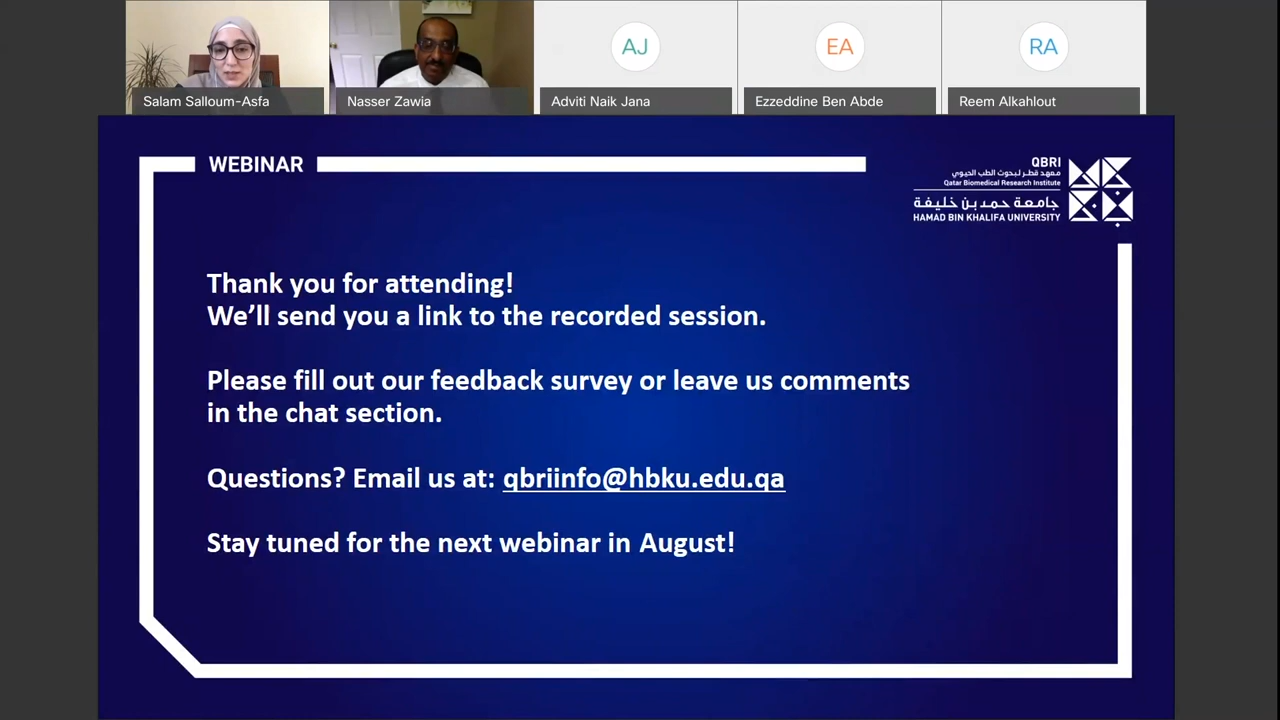 AJ
EA
RA
Salam Salloum-Asfa
Nasser Zawia
Adviti Naik Jana
Ezzeddine Ben Abde
Reem Alkahlout
WEBINAR
QBRI
معهد قطر لبحوث الطب الحيوي
Qatar Biomedical Research Institute
جامعة حمد بن خليفة
HAMAD BIN KHALIFA UNIVERSITY
Thank you for attending!
We’ll send you a link to the recorded session.
Please fill out our feedback survey or leave us comments
in the chat section.
Questions? Email us at: qbriinfo@hbku.edu.qa
Stay tuned for the next webinar in August!